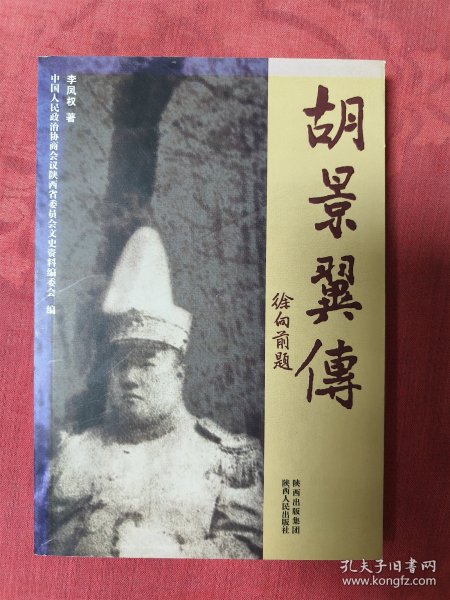 胡景翼傳
徐向前題
李凤权 著
中国人民政治协商会议陕西省委员会文史资料编委会 编
陕西出版集团
陕西人民出版社
孔夫子旧书网
www.kongfz.com